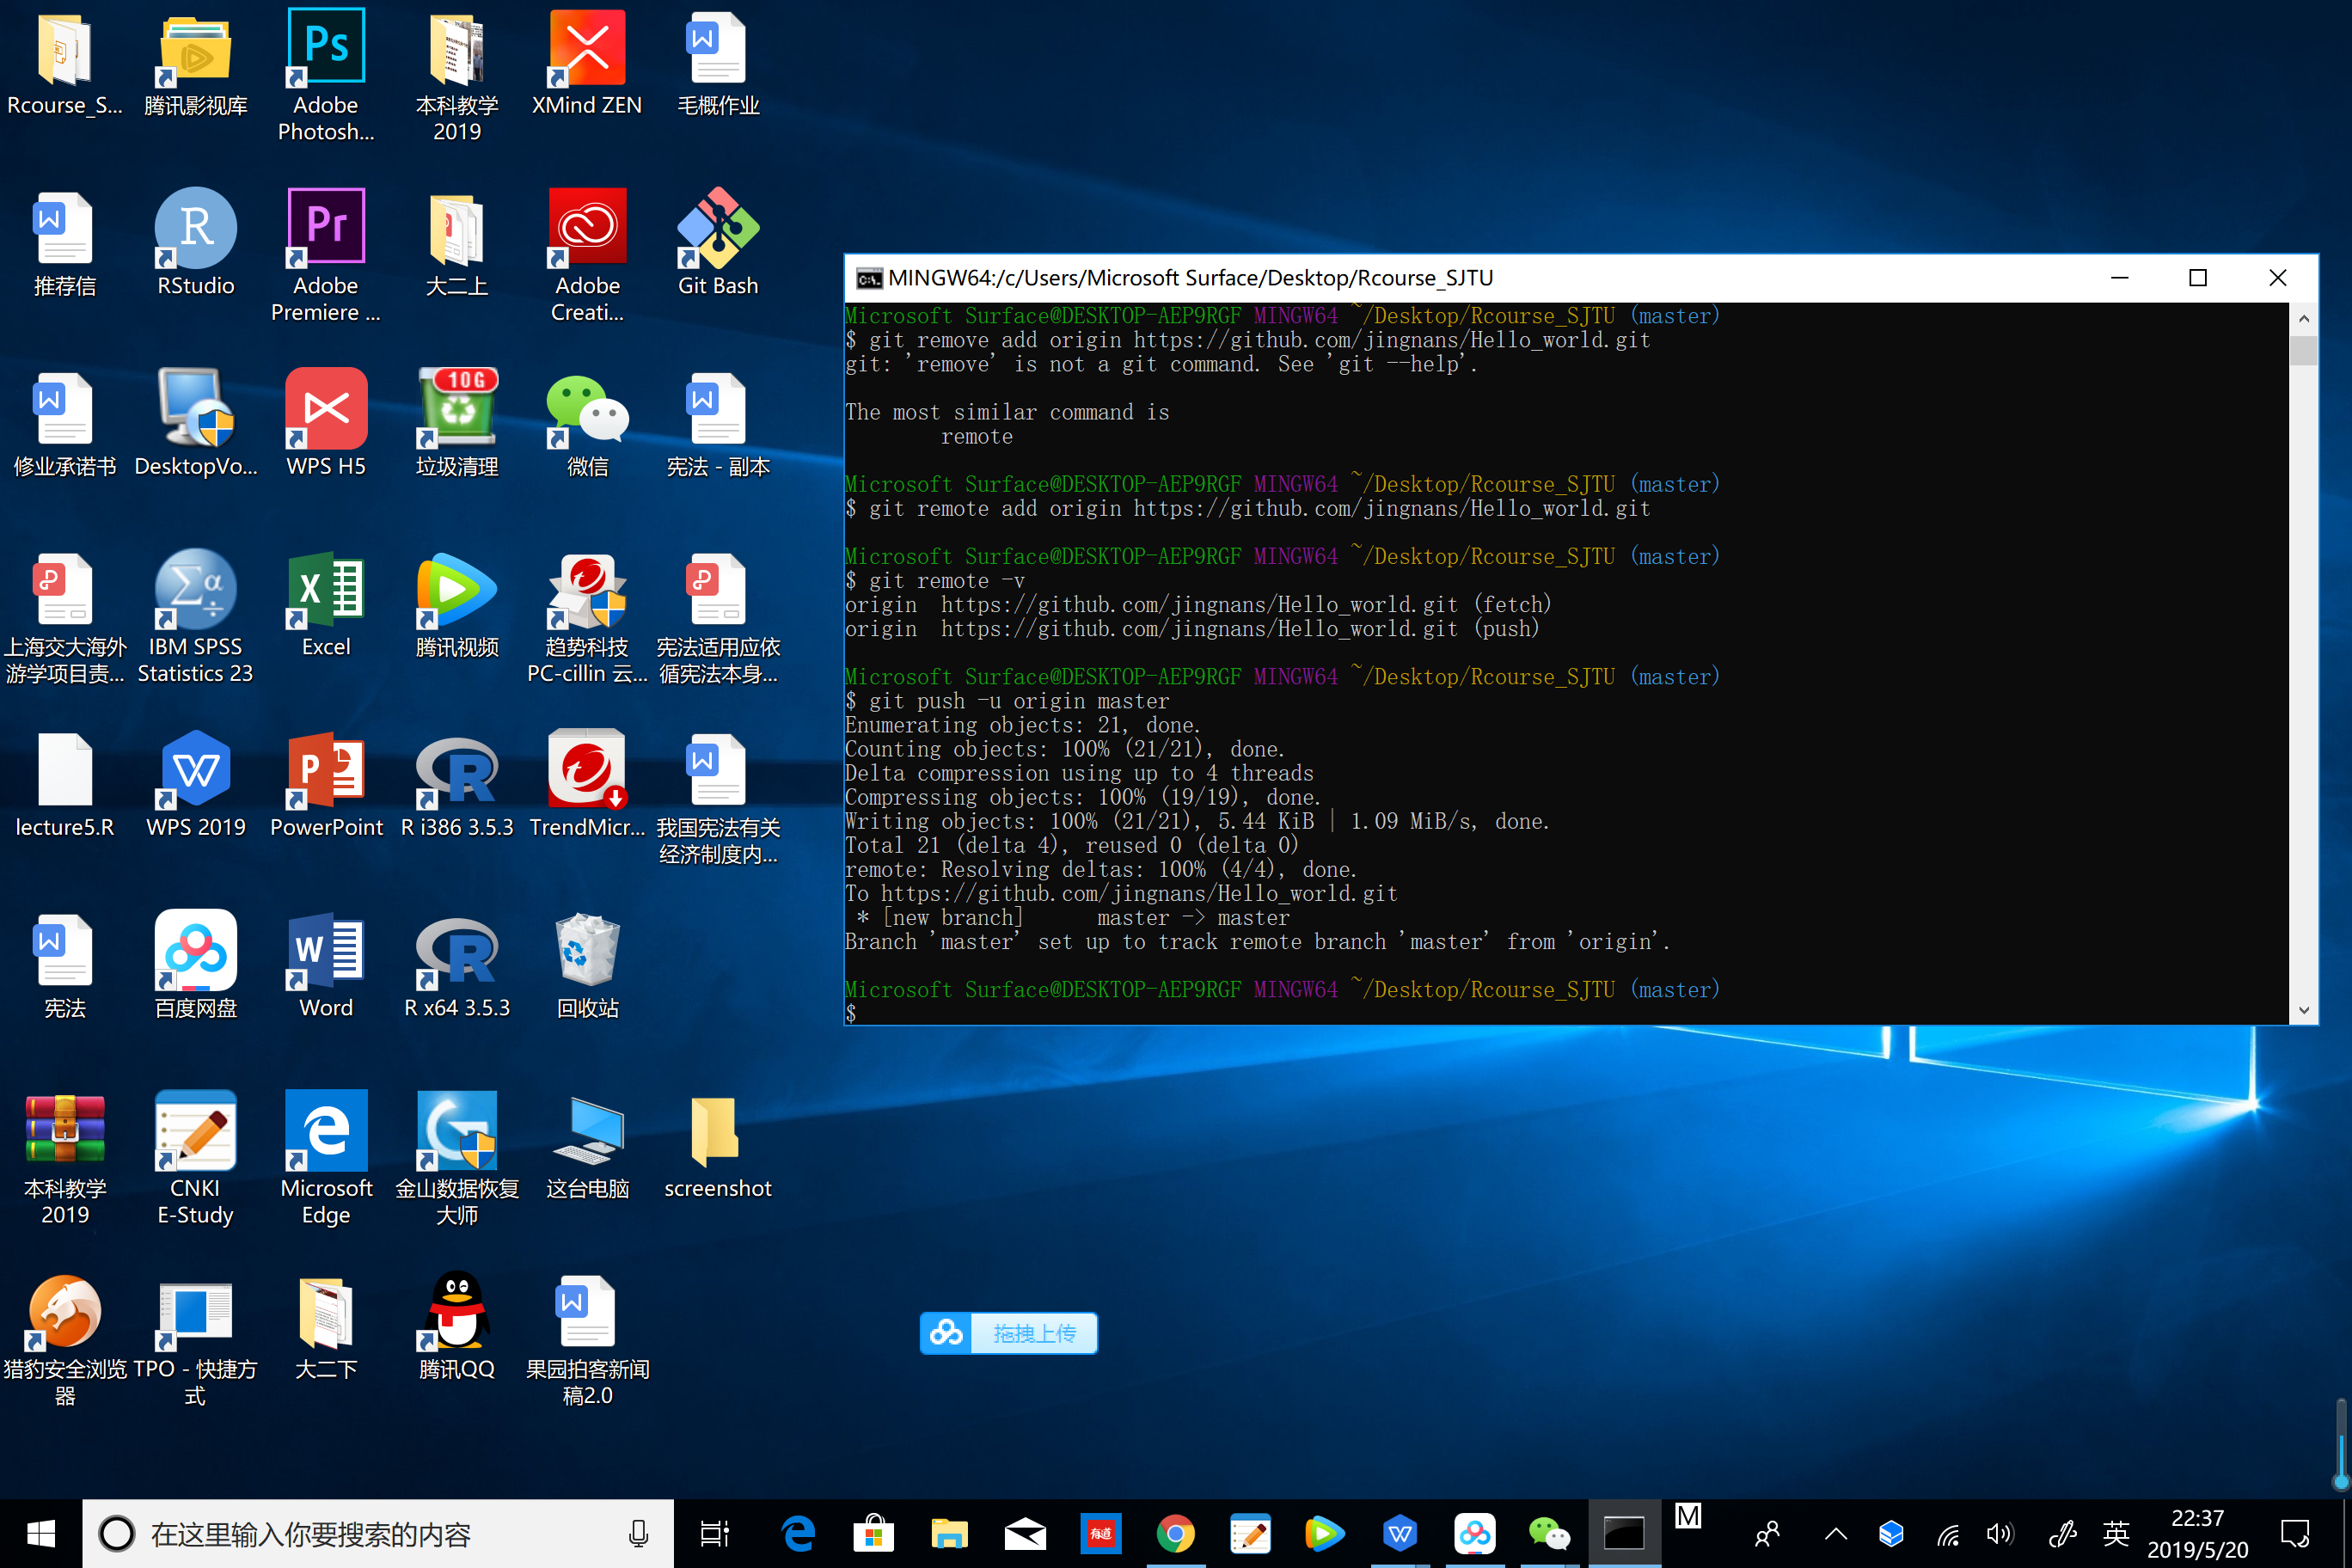 Rcourse_S...
腾讯影视库
Adobe
Photosh...
本科教学
2019
XMind ZEN
毛概作业
推荐信
RStudio
Adobe
Premiere ...
大二上
Adobe
Creati...
Git Bash
修业承诺书
DesktopVo...
WPS H5
10G
垃圾清理
微信
宪法 - 副本
上海交大海外
游学项目责...
IBM SPSS
Statistics 23
Excel
腾讯视频
趋势科技
PC-cillin 云...
宪法适用应依
循宪法本身...
lecture5.R
WPS 2019
PowerPoint
R i386 3.5.3
TrendMicr...
我国宪法有关
经济制度内...
宪法
百度网盘
Word
R x64 3.5.3
回收站
本科教学
2019
CNKI
E-Study
Microsoft
Edge
金山数据恢复
大师
这台电脑
screenshot
猎豹安全浏览
器
TPO - 快捷方
式
大二下
腾讯QQ
果园拍客新闻
稿2.0
MINGW64:/c/Users/Microsoft Surface/Desktop/Rcourse_SJTU
Microsoft Surface@DESKTOP-AEP9RGF MINGW64 ~/Desktop/Rcourse_SJTU (master)
$ git remove add origin https://github.com/jingnans/Hello_world.git
git: 'remove' is not a git command. See 'git --help'.
The most similar command is
remote
Microsoft Surface@DESKTOP-AEP9RGF MINGW64 ~/Desktop/Rcourse_SJTU (master)
$ git remote add origin https://github.com/jingnans/Hello_world.git
Microsoft Surface@DESKTOP-AEP9RGF MINGW64 ~/Desktop/Rcourse_SJTU (master)
$ git remote -v
origin  https://github.com/jingnans/Hello_world.git (fetch)
origin  https://github.com/jingnans/Hello_world.git (push)
Microsoft Surface@DESKTOP-AEP9RGF MINGW64 ~/Desktop/Rcourse_SJTU (master)
$ git push -u origin master
Enumerating objects: 21, done.
Counting objects: 100% (21/21), done.
Delta compression using up to 4 threads
Compressing objects: 100% (19/19), done.
Writing objects: 100% (21/21), 5.44 KiB | 1.09 MiB/s, done.
Total 21 (delta 4), reused 0 (delta 0)
remote: Resolving deltas: 100% (4/4), done.
To https://github.com/jingnans/Hello_world.git
* [new branch]      master -> master
Branch 'master' set up to track remote branch 'master' from 'origin'.
Microsoft Surface@DESKTOP-AEP9RGF MINGW64 ~/Desktop/Rcourse_SJTU (master)
$
拖拽上传
在这里输入你要搜索的内容
有道
M
英
22:37
2019/5/20